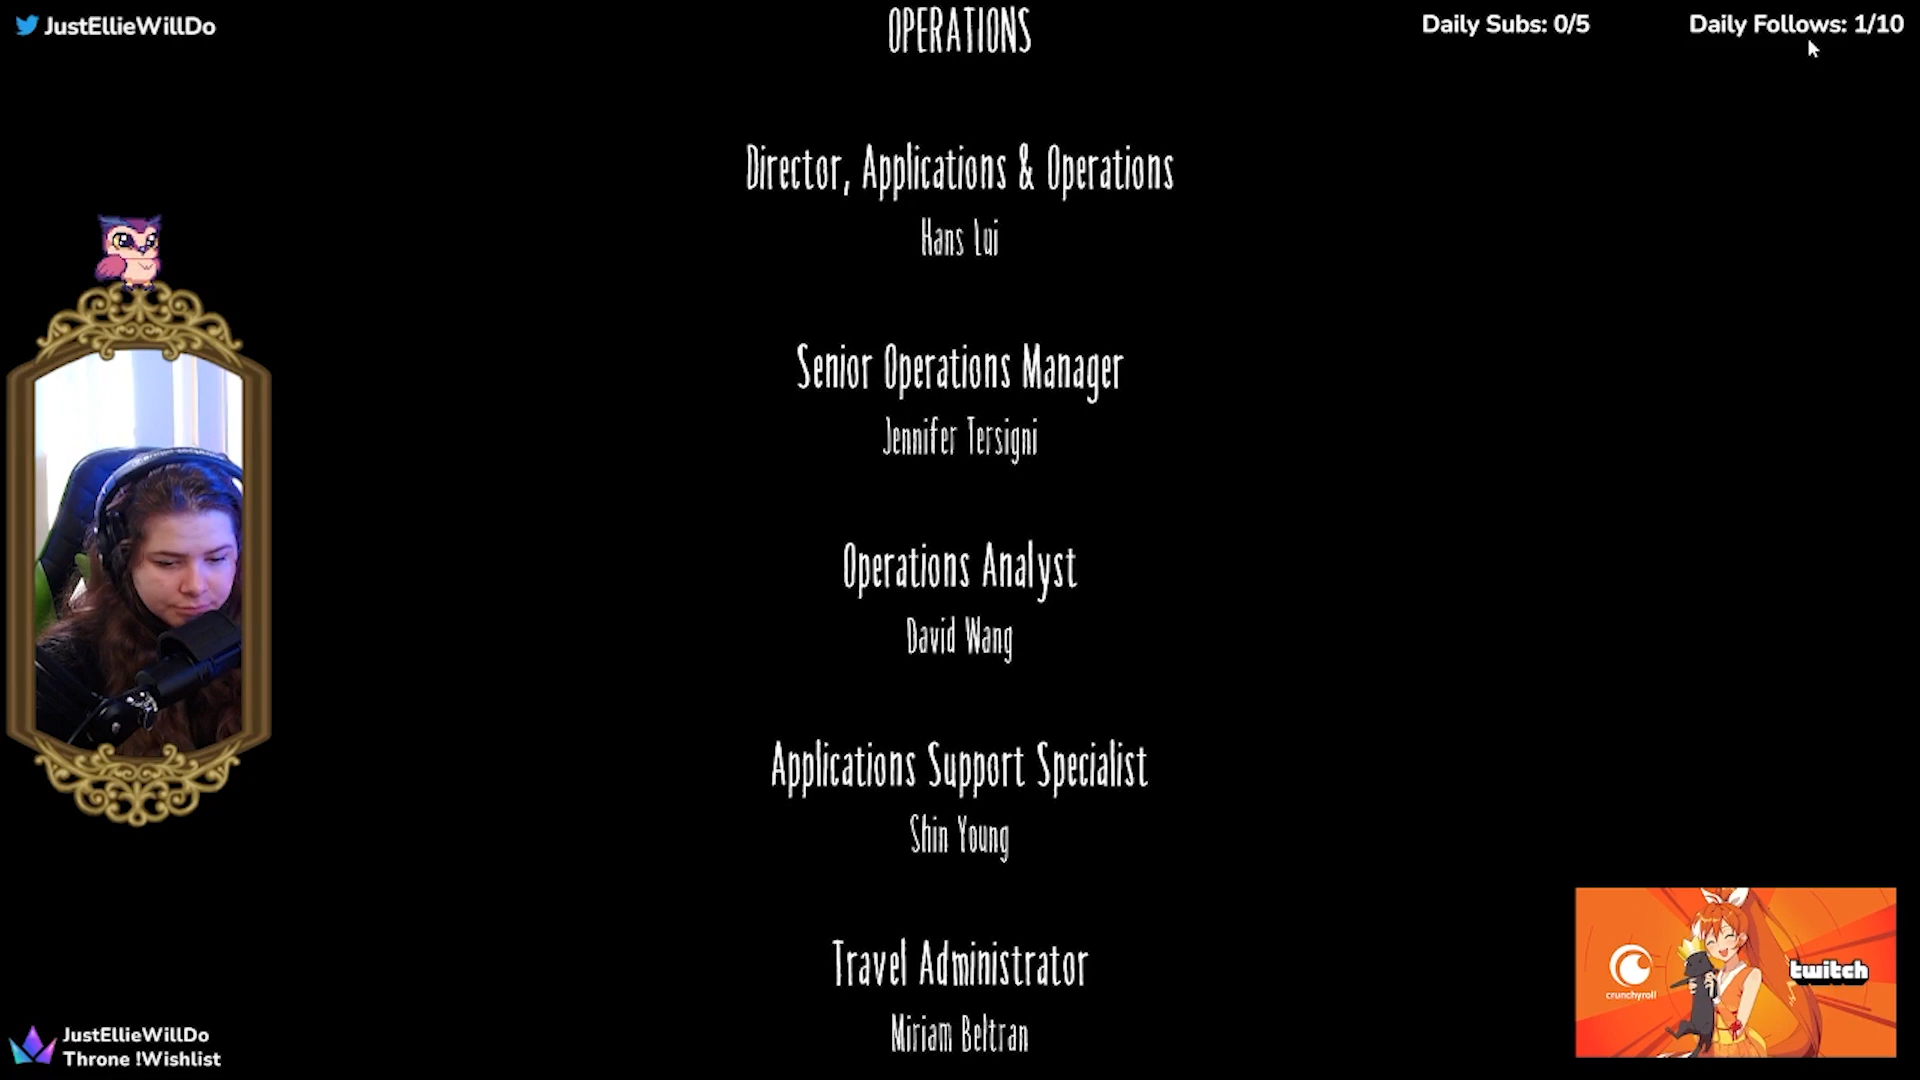 JustEllieWillDo
OPERATIONS
Daily Subs: 0/5
Daily Follows: 1/10
Director, Applications & Operations
Hans Lui
Senior Operations Manager
Jennifer Tersigni
Operations Analyst
David Wang
Applications Support Specialist
Shin Young
Travel Administrator
Miriam Beltran
JustEllieWillDo
Throne !Wishlist
crunchyroll
twitch